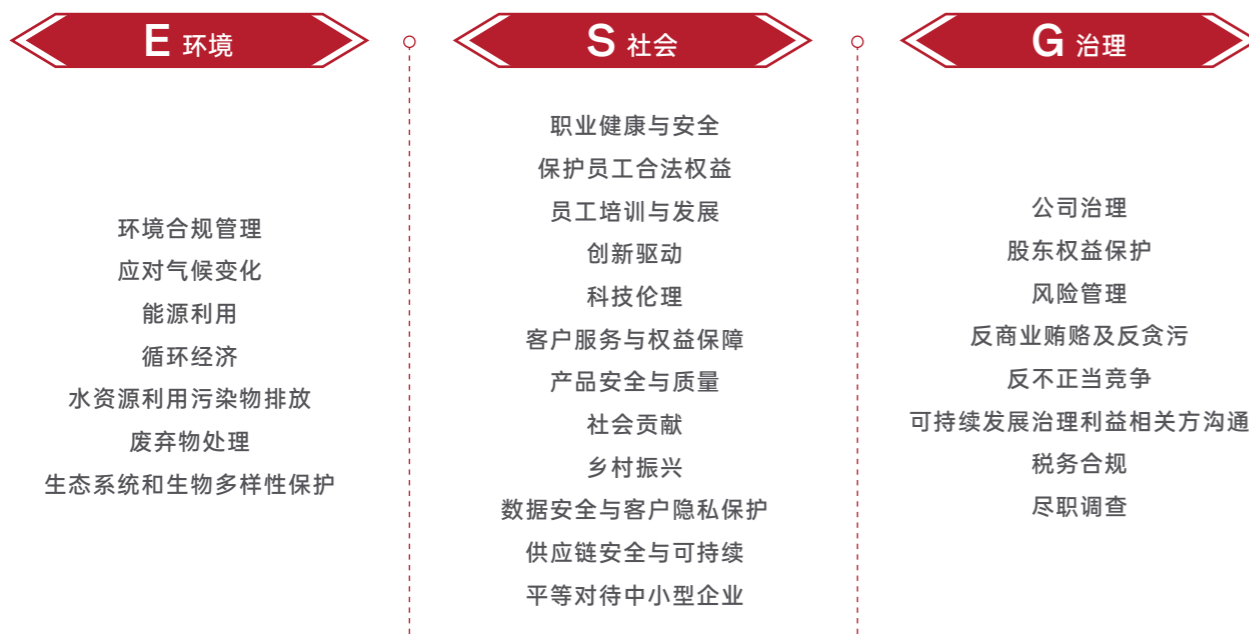 E 环境
环境合规管理
应对气候变化
能源利用
循环经济
水资源利用污染物排放
废弃物处理
生态系统和生物多样性保护
S 社会
职业健康与安全
保护员工合法权益
员工培训与发展
创新驱动
科技伦理
客户服务与权益保障
产品安全与质量
社会贡献
乡村振兴
数据安全与客户隐私保护
供应链安全与可持续
平等对待中小型企业
G 治理
公司治理
股东权益保护
风险管理
反商业贿赂及反贪污
反不正当竞争
可持续发展治理利益相关方沟通
税务合规
尽职调查